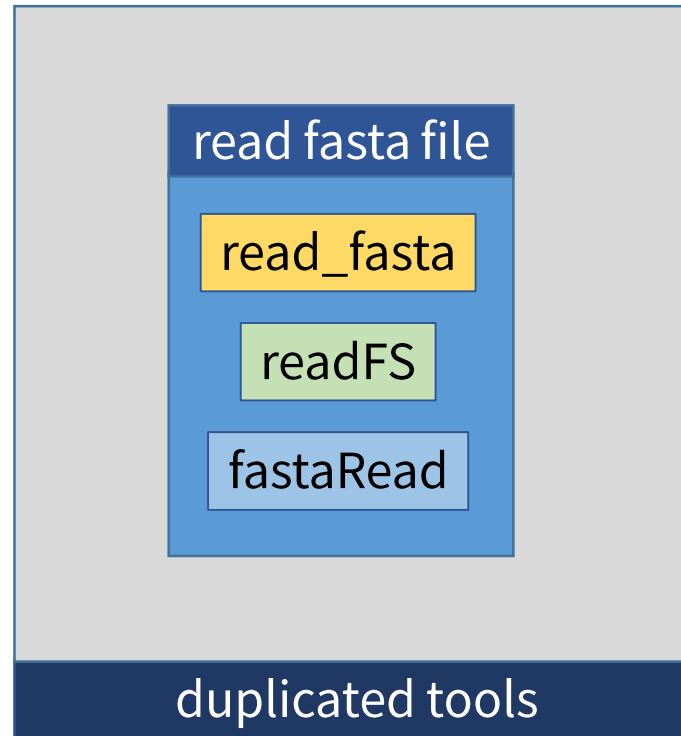 read fasta file
read_fasta
readFS
fastaRead
duplicated tools